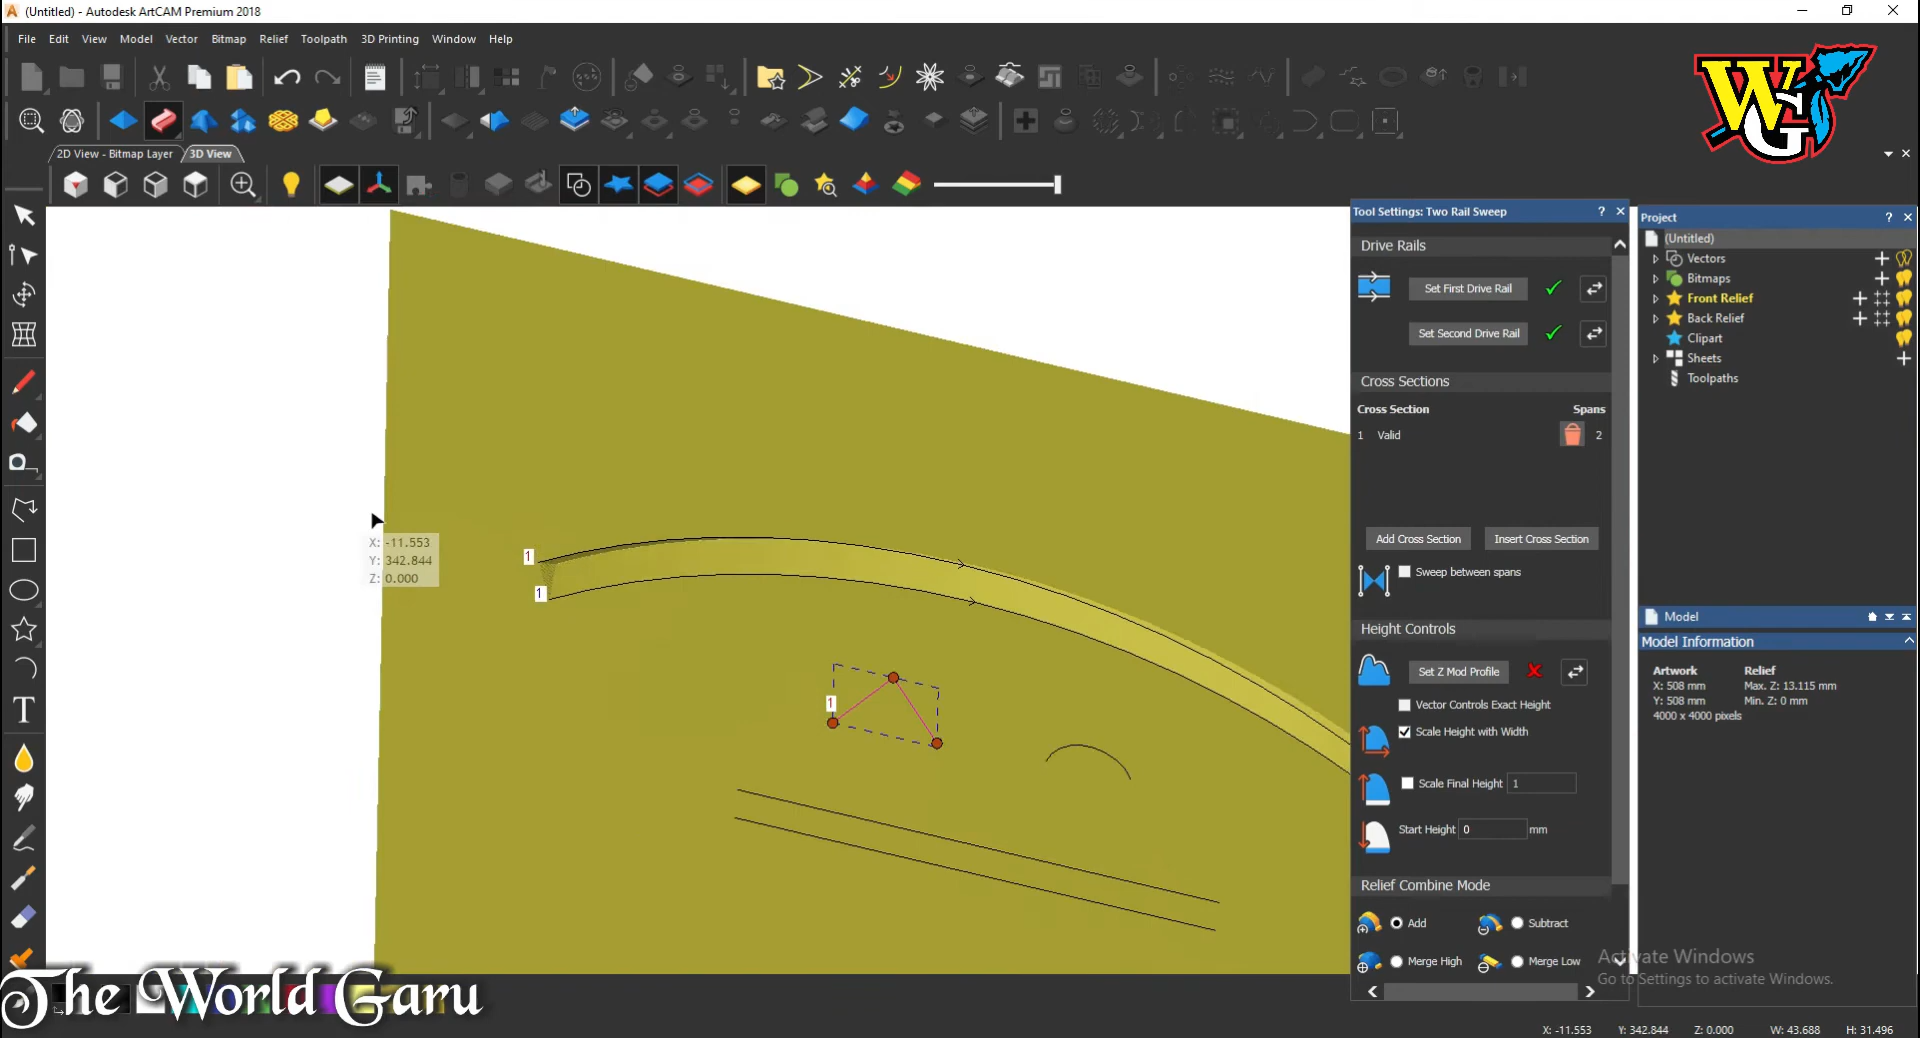 (Untitled) - Autodesk ArtCAM Premium 2018
File Edit View Model Vector Bitmap Relief Toolpath 3D Printing Window Help
WGT
2D View - Bitmap Layer 3D View
Tool Settings: Two Rail Sweep ?
Drive Rails
Set First Drive Rail
Set Second Drive Rail
Cross Sections
Cross Section Spans
1 Valid 2
Add Cross Section Insert Cross Section
Sweep between spans
Height Controls
Set Z Mod Profile
Vector Controls Exact Height
Scale Height with Width
Scale Final Height 1
Start Height 0 mm
Relief Combine Mode
Add Subtract
Merge High Merge Low
Project ?
(Untitled)
Vectors
Bitmaps
Front Relief
Back Relief
Clipart
Sheets
Toolpaths
Model
Model Information
Artwork Relief
X: 508 mm Max. Z: 13.115 mm
Y: 508 mm Min. Z: 0 mm
4000 x 4000 pixels
X: -11.553
Y: 342.844
Z: 0.000
1
1
1
T
Activate Windows
Go to Settings to activate Windows.
The World Garu
X: -11.553 Y: 342.844 Z: 0.000 W: 43.688 H: 31.496